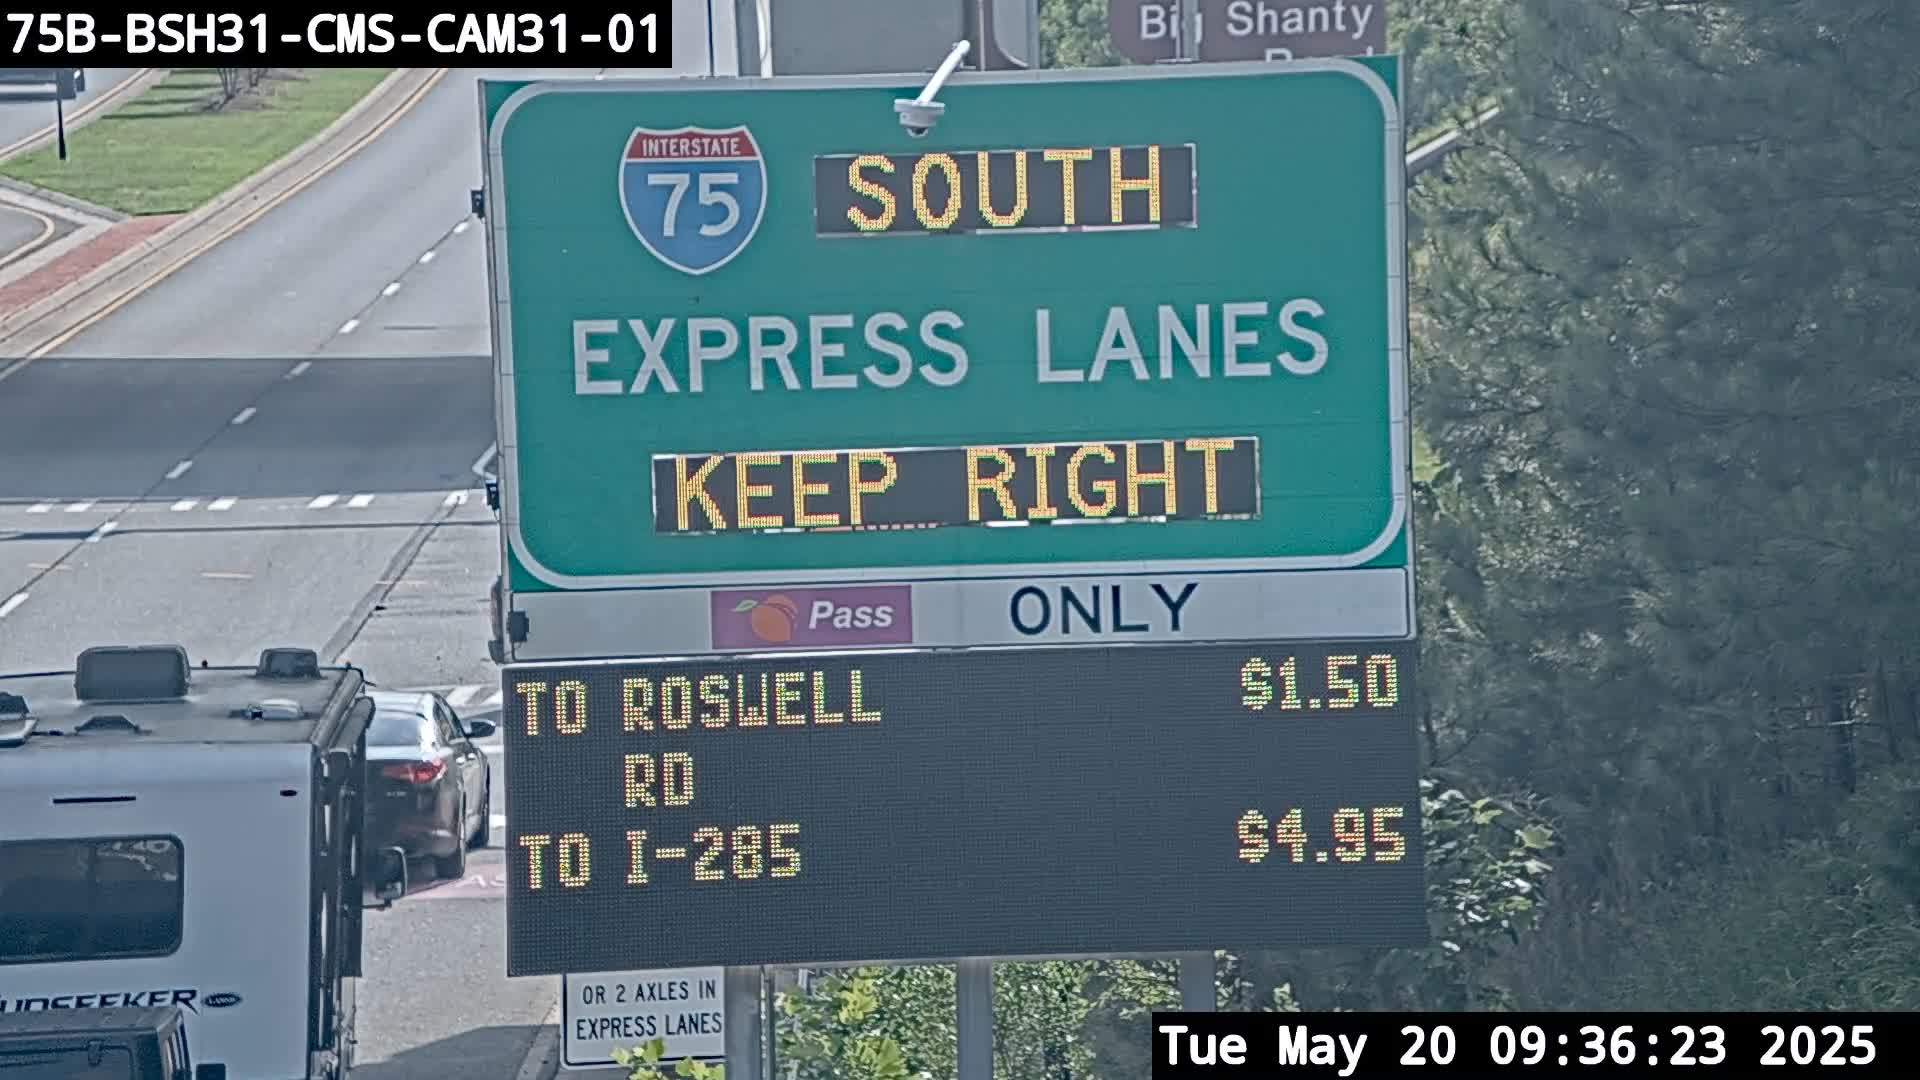 75B-BSH31-CMS-CAM31-01
Big Shanty
INTERSTATE
75
SOUTH
EXPRESS LANES
KEEP RIGHT
Pass ONLY
TO ROSWELL $1.50
RD
TO I-285 $4.95
OR 2 AXLES IN
EXPRESS LANES
Tue May 20 09:36:23 2025